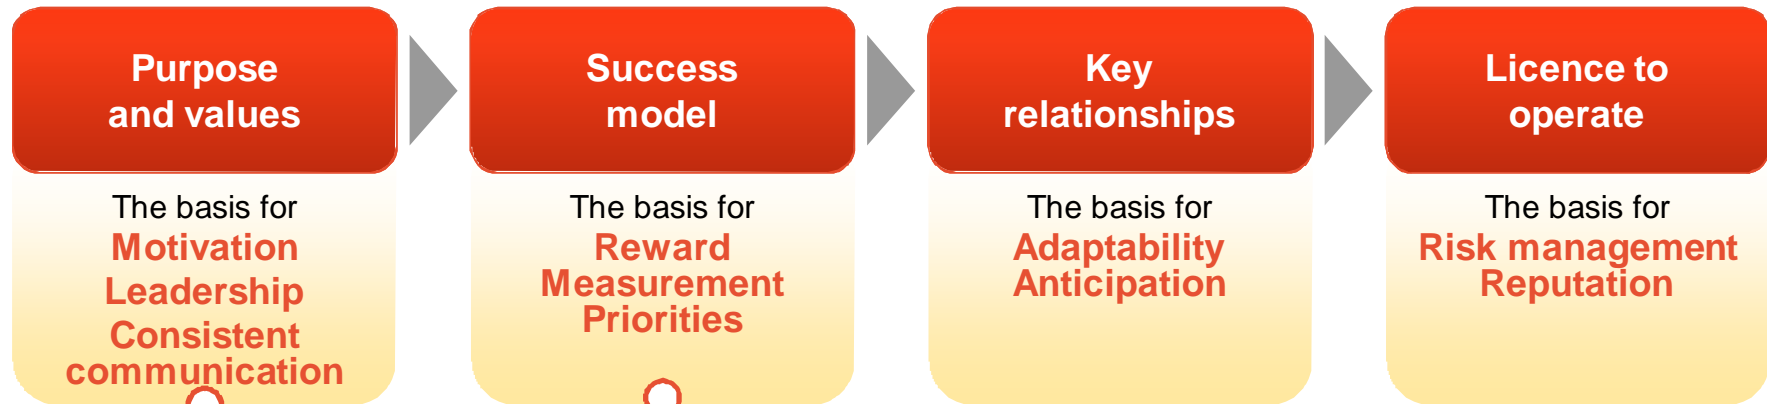 Purpose
and values
The basis for
Motivation
Leadership
Consistent
communication
Success
model
The basis for
Reward
Measurement
Priorities
Key
relationships
The basis for
Adaptability
Anticipation
Licence to
operate
The basis for
Risk management
Reputation